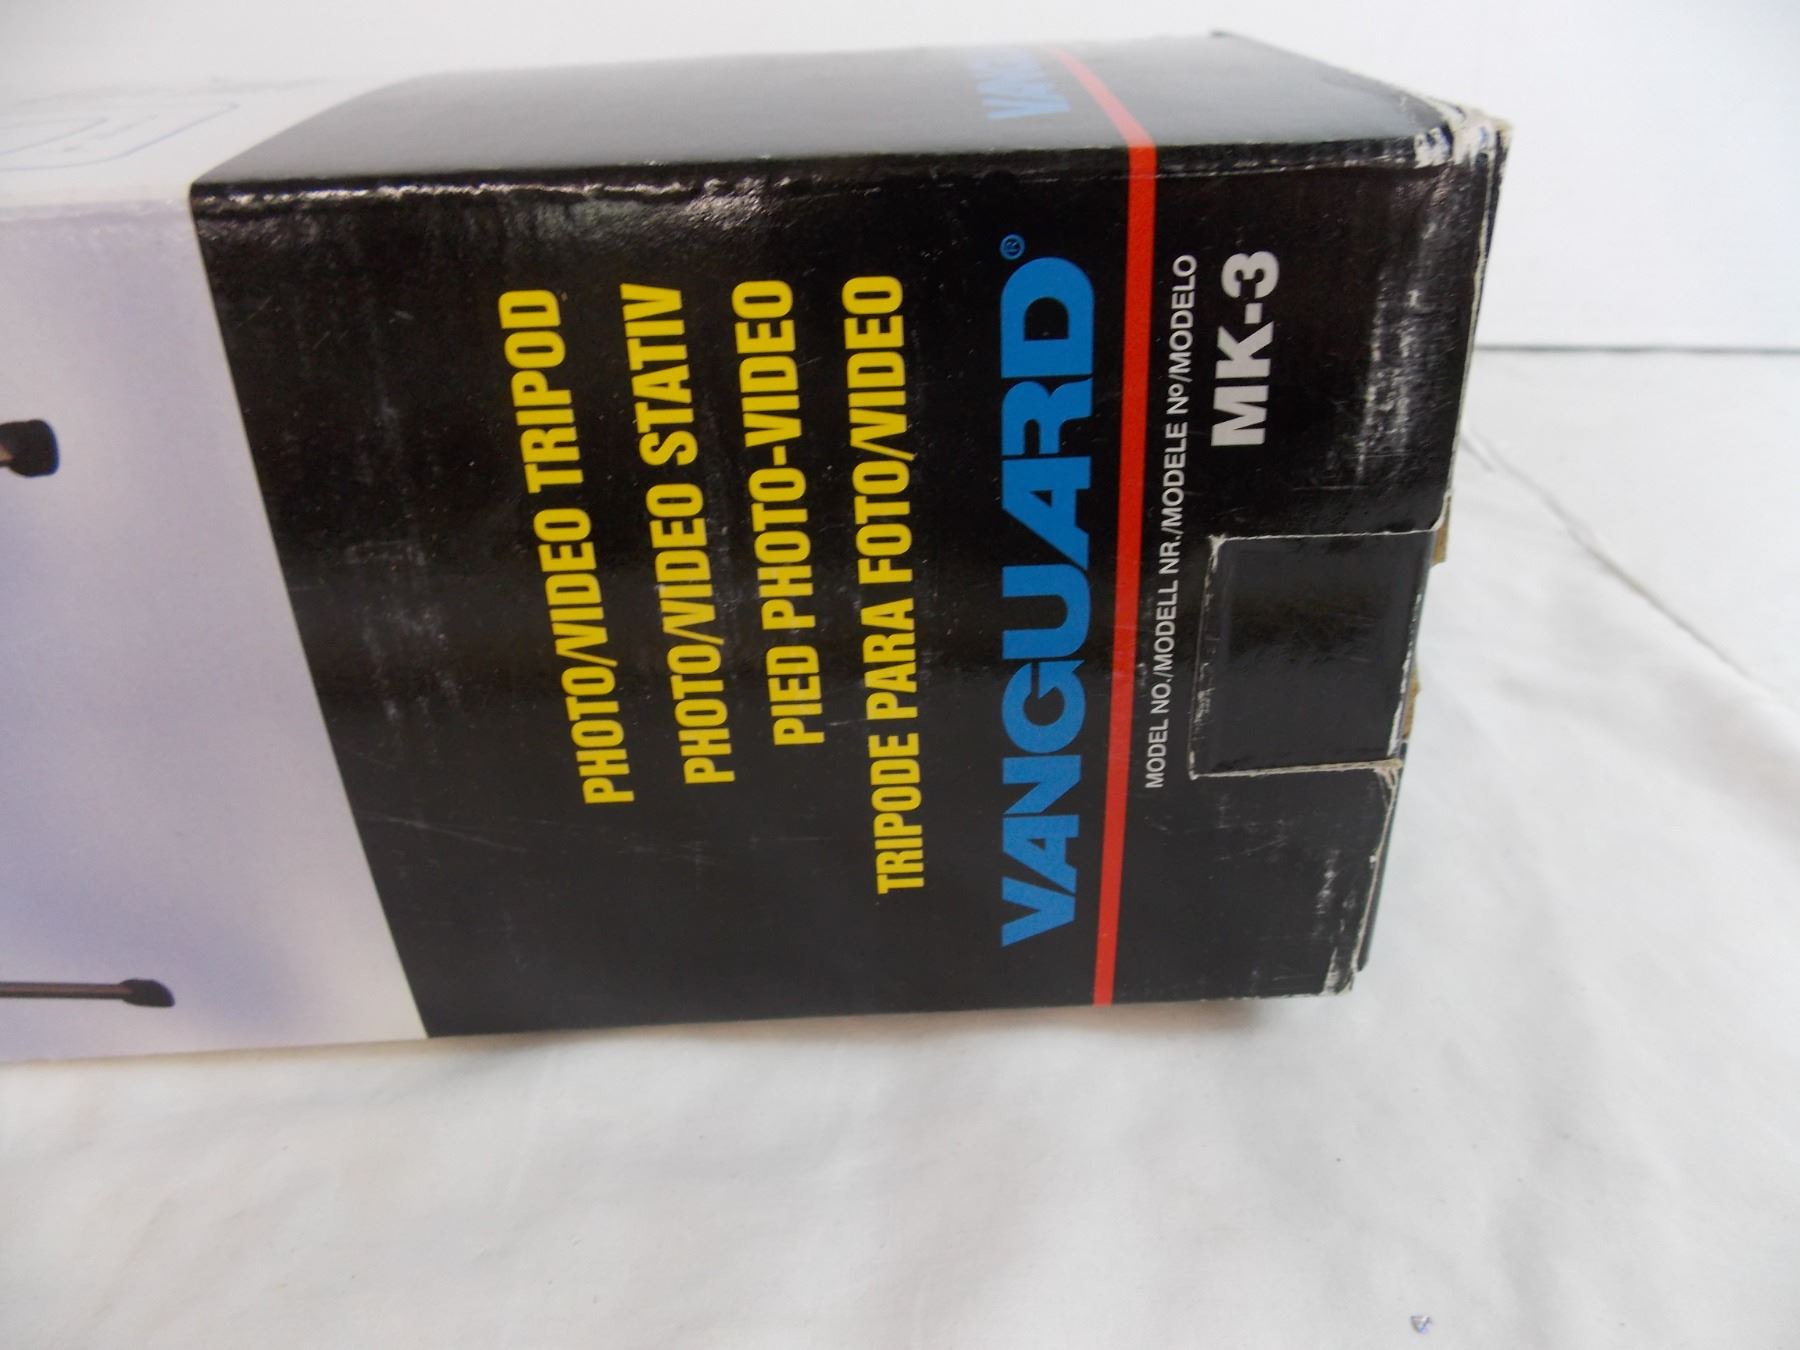 PHOTO/VIDEO TRIPOD
PHOTO/VIDEO STATIV
PIED PHOTO-VIDEO
TRIPODE PARA FOTO/VIDEO
VANGUARD®
MODEL NO./MODELL NR./MODELE Nº/MODELO
MK-3